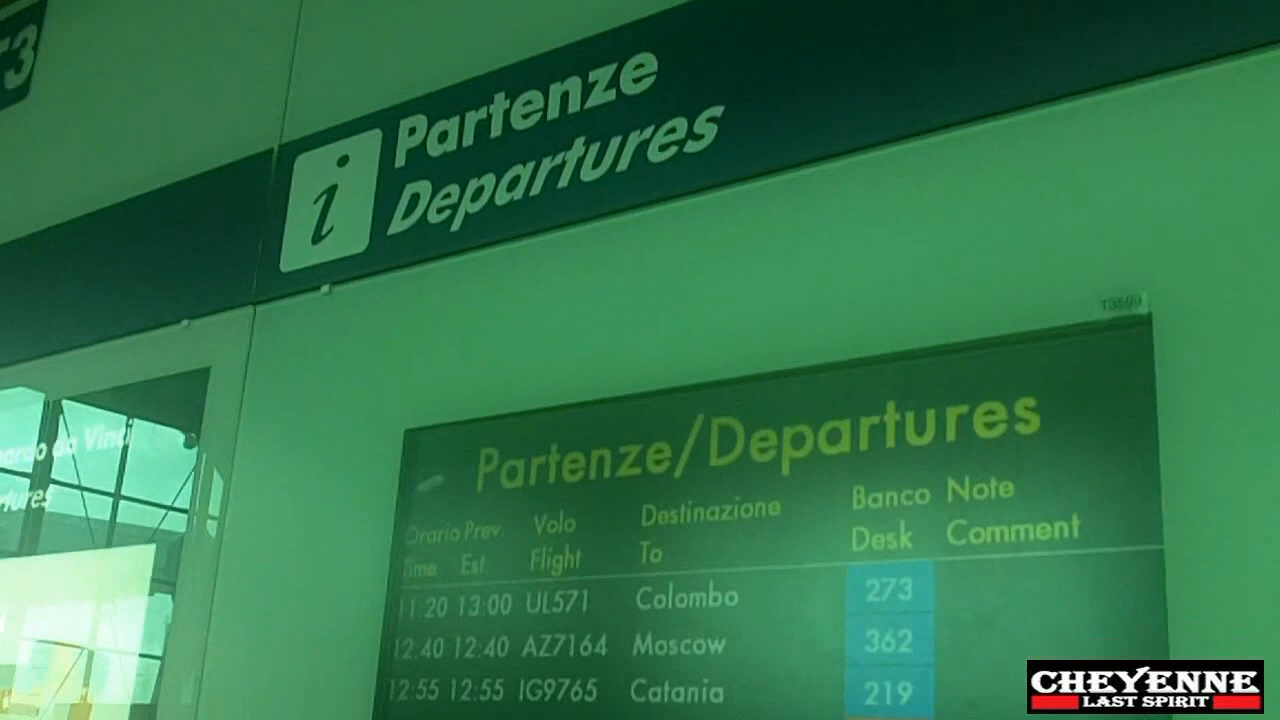 T3
i
Partenze
Departures
T3S09
Vinci
Partenze/Departures
Orario Prev. Volo Destinazione Banco Note
Time Est Flight To Desk Comment
11:20 13:00 UL571 Colombo 273
12:40 12:40 AZ7164 Moscow 362
12:55 12:55 IG9765 Catania 219
CHEYENNE
LAST SPIRIT